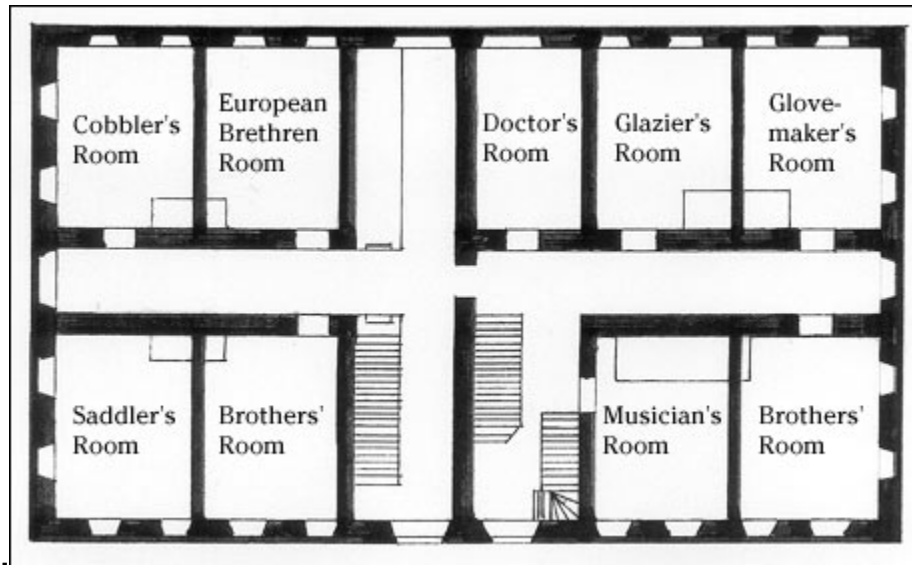 Cobbler's
Room
European
Brethren
Room
Doctor's
Room
Glazier's
Room
Glove-
maker's
Room
Saddler's
Room
Brothers'
Room
Musician's
Room
Brothers'
Room